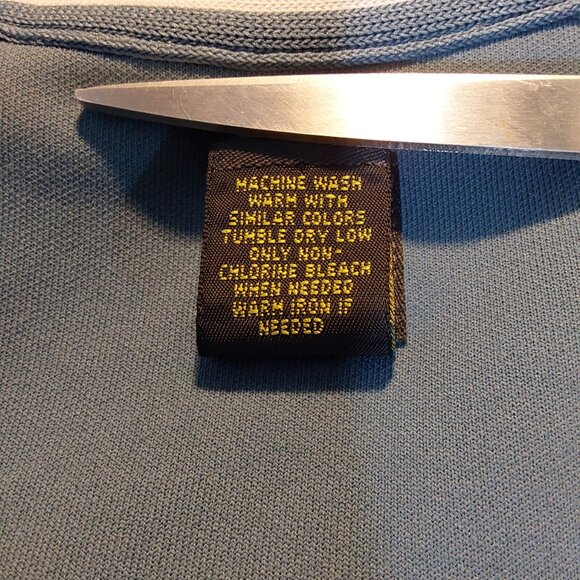 MACHINE WASH
WARM WITH
SIMILAR COLORS
TUMBLE DRY LOW
ONLY NON-
CHLORINE BLEACH
WHEN NEEDED
WARM IRON IF
NEEDED